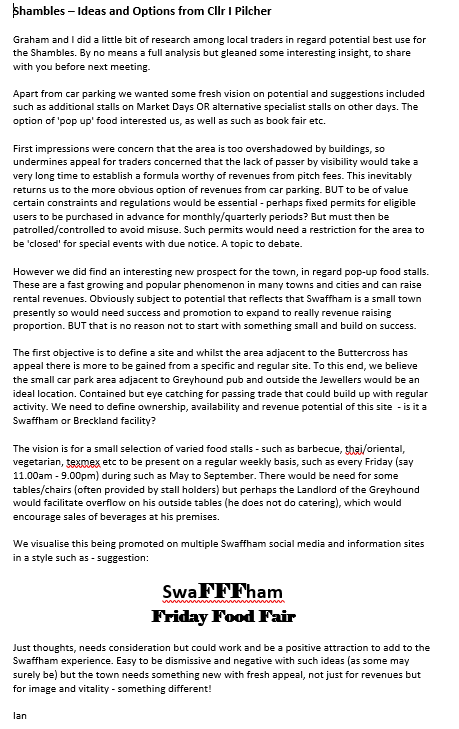 Shambles – Ideas and Options from Cllr I Pilcher
Graham and I did a little bit of research among local traders in regard potential best use for
the Shambles. By no means a full analysis but gleaned some interesting insight, to share
with you before next meeting.
Apart from car parking we wanted some fresh vision on potential and suggestions included
such as additional stalls on Market Days OR alternative specialist stalls on other days. The
option of 'pop up' food interested us, as well as such as book fair etc.
First impressions were concern that the area is too overshadowed by buildings, so
undermines appeal for traders concerned that the lack of passer by visibility would take a
very long time to establish a formula worthy of revenues from pitch fees. This inevitably
returns us to the more obvious option of revenues from car parking. BUT to be of value
certain constraints and regulations would be essential - perhaps fixed permits for eligible
users to be purchased in advance for monthly/quarterly periods? But must then be
patrolled/controlled to avoid misuse. Such permits would need a restriction for the area to
be 'closed' for special events with due notice. A topic to debate.
However we did find an interesting new prospect for the town, in regard pop-up food stalls.
These are a fast growing and popular phenomenon in many towns and cities and can raise
rental revenues. Obviously subject to potential that reflects that Swaffham is a small town
presently so would need success and promotion to expand to really revenue raising
proportion. BUT that is no reason not to start with something small and build on success.
The first objective is to define a site and whilst the area adjacent to the Buttercross has
appeal there is more to be gained from a specific and regular site. To this end, we believe
the small car park area adjacent to Greyhound pub and outside the Jewellers would be an
ideal location. Contained but eye catching for passing trade that could build up with regular
activity. We need to define ownership, availability and revenue potential of this site - is it a
Swaffham or Breckland facility?
The vision is for a small selection of varied food stalls - such as barbecue, thai/oriental,
vegetarian, texmex etc to be present on a regular weekly basis, such as every Friday (say
11.00am - 9.00pm) during such as May to September. There would be need for some
tables/chairs (often provided by stall holders) but perhaps the Landlord of the Greyhound
would facilitate overflow on his outside tables (he does not do catering), which would
encourage sales of beverages at his premises.
We visualise this being promoted on multiple Swaffham social media and information sites
in a style such as - suggestion:
SwaFFFham
Friday Food Fair
Just thoughts, needs consideration but could work and be a positive attraction to add to the
Swaffham experience. Easy to be dismissive and negative with such ideas (as some may
surely be) but the town needs something new with fresh appeal, not just for revenues but
for image and vitality - something different!
Ian